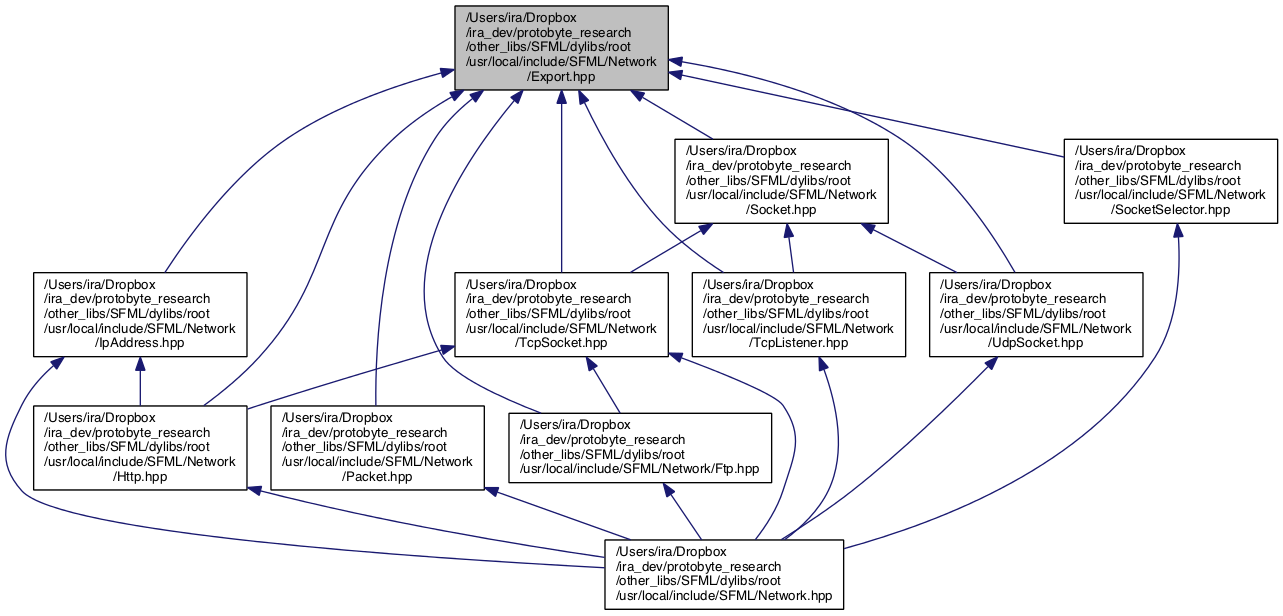 /Users/ira/Dropbox
/ira_dev/protobyte_research
/other_libs/SFML/dylibs/root
/usr/local/include/SFML/Network
/Export.hpp
/Users/ira/Dropbox
/ira_dev/protobyte_research
/other_libs/SFML/dylibs/root
/usr/local/include/SFML/Network
/Socket.hpp
/Users/ira/Dropbox
/ira_dev/protobyte_research
/other_libs/SFML/dylibs/root
/usr/local/include/SFML/Network
/SocketSelector.hpp
/Users/ira/Dropbox
/ira_dev/protobyte_research
/other_libs/SFML/dylibs/root
/usr/local/include/SFML/Network
/IpAddress.hpp
/Users/ira/Dropbox
/ira_dev/protobyte_research
/other_libs/SFML/dylibs/root
/usr/local/include/SFML/Network
/TcpSocket.hpp
/Users/ira/Dropbox
/ira_dev/protobyte_research
/other_libs/SFML/dylibs/root
/usr/local/include/SFML/Network
/TcpListener.hpp
/Users/ira/Dropbox
/ira_dev/protobyte_research
/other_libs/SFML/dylibs/root
/usr/local/include/SFML/Network
/UdpSocket.hpp
/Users/ira/Dropbox
/ira_dev/protobyte_research
/other_libs/SFML/dylibs/root
/usr/local/include/SFML/Network
/Http.hpp
/Users/ira/Dropbox
/ira_dev/protobyte_research
/other_libs/SFML/dylibs/root
/usr/local/include/SFML/Network
/Packet.hpp
/Users/ira/Dropbox
/ira_dev/protobyte_research
/other_libs/SFML/dylibs/root
/usr/local/include/SFML/Network/Ftp.hpp
/Users/ira/Dropbox
/ira_dev/protobyte_research
/other_libs/SFML/dylibs/root
/usr/local/include/SFML/Network.hpp